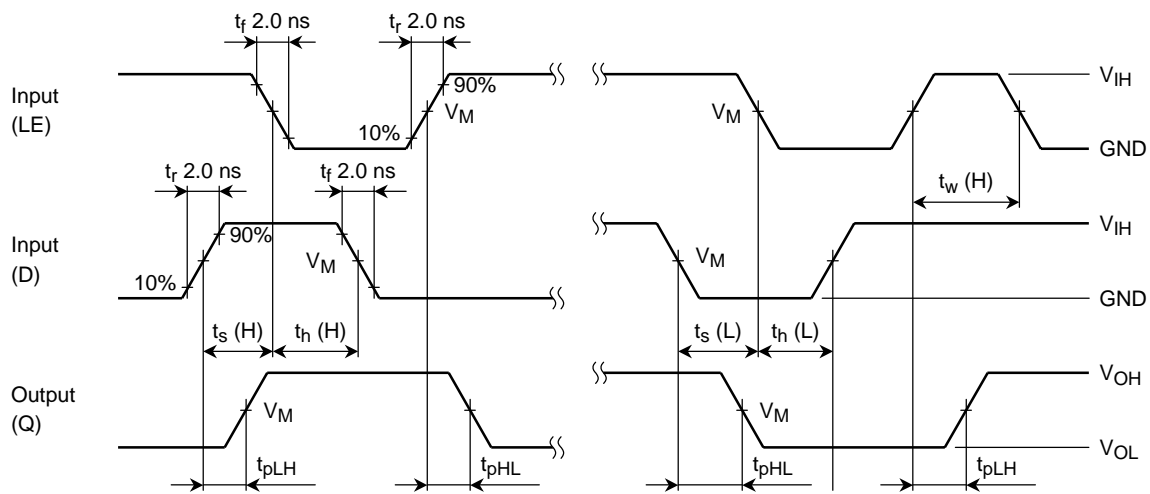 tf 2.0 ns
tr 2.0 ns
Input
(LE)
90%
VM
10%
VM
VIH
GND
tr 2.0 ns
tf 2.0 ns
tw (H)
Input
(D)
90%
VM
10%
VM
VIH
GND
ts (H)
th (H)
ts (L)
th (L)
Output
(Q)
VM
VM
VOH
VOL
tpLH
tpHL
tpHL
tpLH